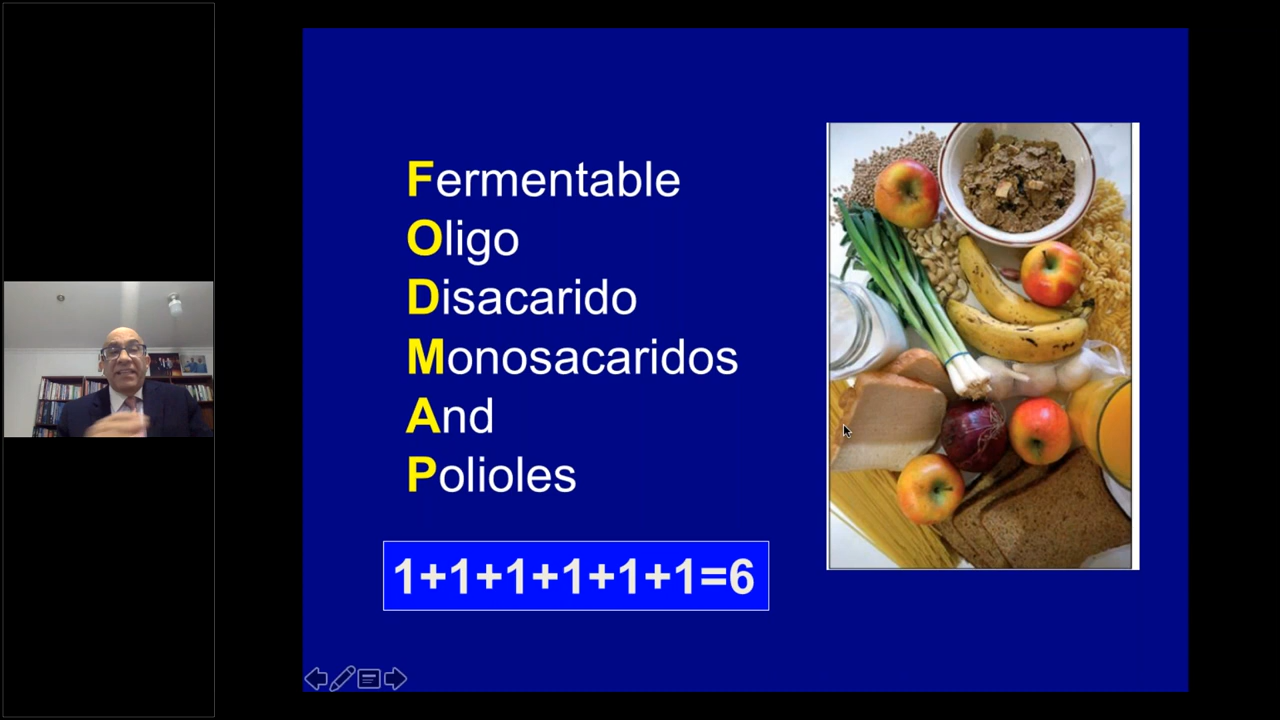 Fermentable
Oligo
Disacarido
Monosacaridos
And
Polioles
1+1+1+1+1+1=6